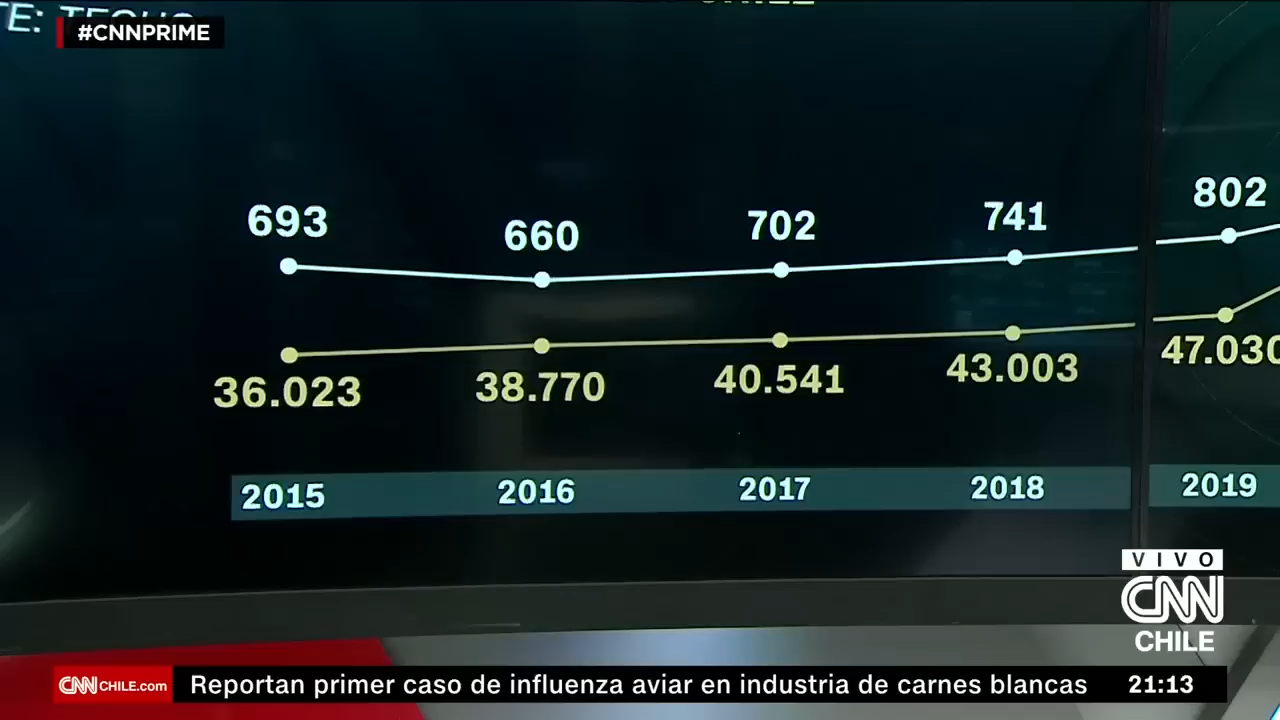 #CNNPRIME
693
660
702
741
802
36.023
38.770
40.541
43.003
47.030
2015
2016
2017
2018
2019
VIVO
CNN
CHILE
CNNCHILE.com
Reportan primer caso de influenza aviar en industria de carnes blancas
21:13